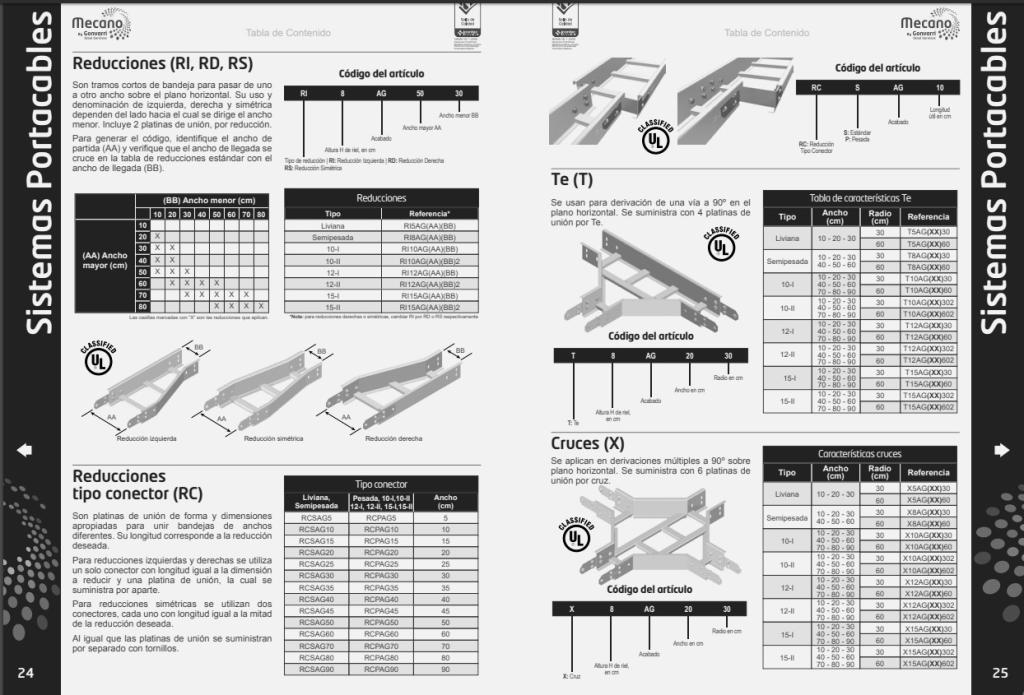 Sistemas Portacables
24
Mecano
By Gonvarri
Tabla de Contenido
Reducciones (RI, RD, RS)
Son tramos cortos de bandeja para pasar de uno
a otro ancho sobre el plano horizontal. Su uso y
denominación de izquierda, derecha y simétrica
dependen del lado hacia el cual se dirige el ancho
menor. Incluye 2 platinas de unión, por reducción.
Para generar el código, identifique el ancho de
partida (AA) y verifique que el ancho de llegada se
cruce en la tabla de reducciones estándar con el
ancho de llegada (BB).
Código del artículo
RI 8 AG 50 30
Ancho menor BB
Ancho mayor AA
Acabado
Altura H de riel, en cm
Tipo de reducción | RI: Reducción Izquierda | RD: Reducción Derecha
RS: Reducción Simétrica
(BB) Ancho menor (cm)
10 20 30 40 50 60 70 80
(AA) Ancho
mayor (cm)
10
20 X
30 X X
40 X X
50 X X X
60 X X X X
70 X X X X X
80 X X X X
Las casillas marcadas con "X" son las reducciones que aplican.
Reducciones
Tipo Referencia*
Liviana RI5AG(AA)(BB)
Semipesada RI8AG(AA)(BB)
10-I RI10AG(AA)(BB)
10-II RI10AG(AA)(BB)2
12-I RI12AG(AA)(BB)
12-II RI12AG(AA)(BB)2
15-I RI15AG(AA)(BB)
15-II RI15AG(AA)(BB)2
*Nota: para reducciones derechas o simétricas, cambiar RI por RD o RS respectivamente
CLASSIFIED
UL
BB
AA
Reducción izquierda
BB
AA
Reducción simétrica
BB
AA
Reducción derecha
Reducciones
tipo conector (RC)
Son platinas de unión de forma y dimensiones
apropiadas para unir bandejas de anchos
diferentes. Su longitud corresponde a la reducción
deseada.
Para reducciones izquierdas y derechas se utiliza
un solo conector con longitud igual a la dimensión
a reducir y una platina de unión, la cual se
suministra por aparte.
Para reducciones simétricas se utilizan dos
conectores, cada uno con longitud igual a la mitad
de la reducción deseada.
Al igual que las platinas de unión se suministran
por separado con tornillos.
Tipo conector
Liviana, Semipesada Pesada, 10-I,10-II 12-I, 12-II, 15-I,15-II Ancho (cm)
RCSAG5 RCPAG5 5
RCSAG10 RCPAG10 10
RCSAG15 RCPAG15 15
RCSAG20 RCPAG20 20
RCSAG25 RCPAG25 25
RCSAG30 RCPAG30 30
RCSAG35 RCPAG35 35
RCSAG40 RCPAG40 40
RCSAG45 RCPAG45 45
RCSAG50 RCPAG50 50
RCSAG60 RCPAG60 60
RCSAG70 RCPAG70 70
RCSAG80 RCPAG80 80
RCSAG90 RCPAG90 90
Tabla de Contenido
Mecano
By Gonvarri
CLASSIFIED
UL
Código del artículo
RC S AG 10
Longitud
útil en cm
Acabado
S: Estándar
P: Pesada
RC: Reducción
Tipo Conector
Te (T)
Se usan para derivación de una vía a 90º en el
plano horizontal. Se suministra con 4 platinas de
unión por Te.
CLASSIFIED
UL
Código del artículo
T 8 AG 20 30
Radio en cm
Ancho en cm
Acabado
Altura H de riel,
en cm
T: Te
Tabla de características Te
Tipo Ancho (cm) Radio (cm) Referencia
Liviana 10 - 20 - 30 30 T5AG(XX)30
60 T5AG(XX)60
Semipesada 10 - 20 - 30 40 - 50 - 60 30 T8AG(XX)30
60 T8AG(XX)60
10-I 10 - 20 - 30 40 - 50 - 60 70 - 80 - 90 30 T10AG(XX)30
60 T10AG(XX)60
10-II 10 - 20 - 30 40 - 50 - 60 70 - 80 - 90 30 T10AG(XX)302
60 T10AG(XX)602
12-I 10 - 20 - 30 40 - 50 - 60 70 - 80 - 90 30 T12AG(XX)30
60 T12AG(XX)60
12-II 10 - 20 - 30 40 - 50 - 60 70 - 80 - 90 30 T12AG(XX)302
60 T12AG(XX)602
15-I 10 - 20 - 30 40 - 50 - 60 70 - 80 - 90 30 T15AG(XX)30
60 T15AG(XX)60
15-II 10 - 20 - 30 40 - 50 - 60 70 - 80 - 90 30 T15AG(XX)302
60 T15AG(XX)602
Cruces (X)
Se aplican en derivaciones múltiples a 90º sobre
plano horizontal. Se suministra con 6 platinas de
unión por cruz.
CLASSIFIED
UL
Código del artículo
X 8 AG 20 30
Radio en cm
Ancho en cm
Acabado
Altura H de riel,
en cm
X: Cruz
Características cruces
Tipo Ancho (cm) Radio (cm) Referencia
Liviana 10 - 20 - 30 30 X5AG(XX)30
60 X5AG(XX)60
Semipesada 10 - 20 - 30 40 - 50 - 60 30 X8AG(XX)30
60 X8AG(XX)60
10-I 10 - 20 - 30 40 - 50 - 60 70 - 80 - 90 30 X10AG(XX)30
60 X10AG(XX)60
10-II 10 - 20 - 30 40 - 50 - 60 70 - 80 - 90 30 X10AG(XX)302
60 X10AG(XX)602
12-I 10 - 20 - 30 40 - 50 - 60 70 - 80 - 90 30 X12AG(XX)30
60 X12AG(XX)60
12-II 10 - 20 - 30 40 - 50 - 60 70 - 80 - 90 30 X12AG(XX)302
60 X12AG(XX)602
15-I 10 - 20 - 30 40 - 50 - 60 70 - 80 - 90 30 X15AG(XX)30
60 X15AG(XX)60
15-II 10 - 20 - 30 40 - 50 - 60 70 - 80 - 90 30 X15AG(XX)302
60 X15AG(XX)602
Sistemas Portacables
25